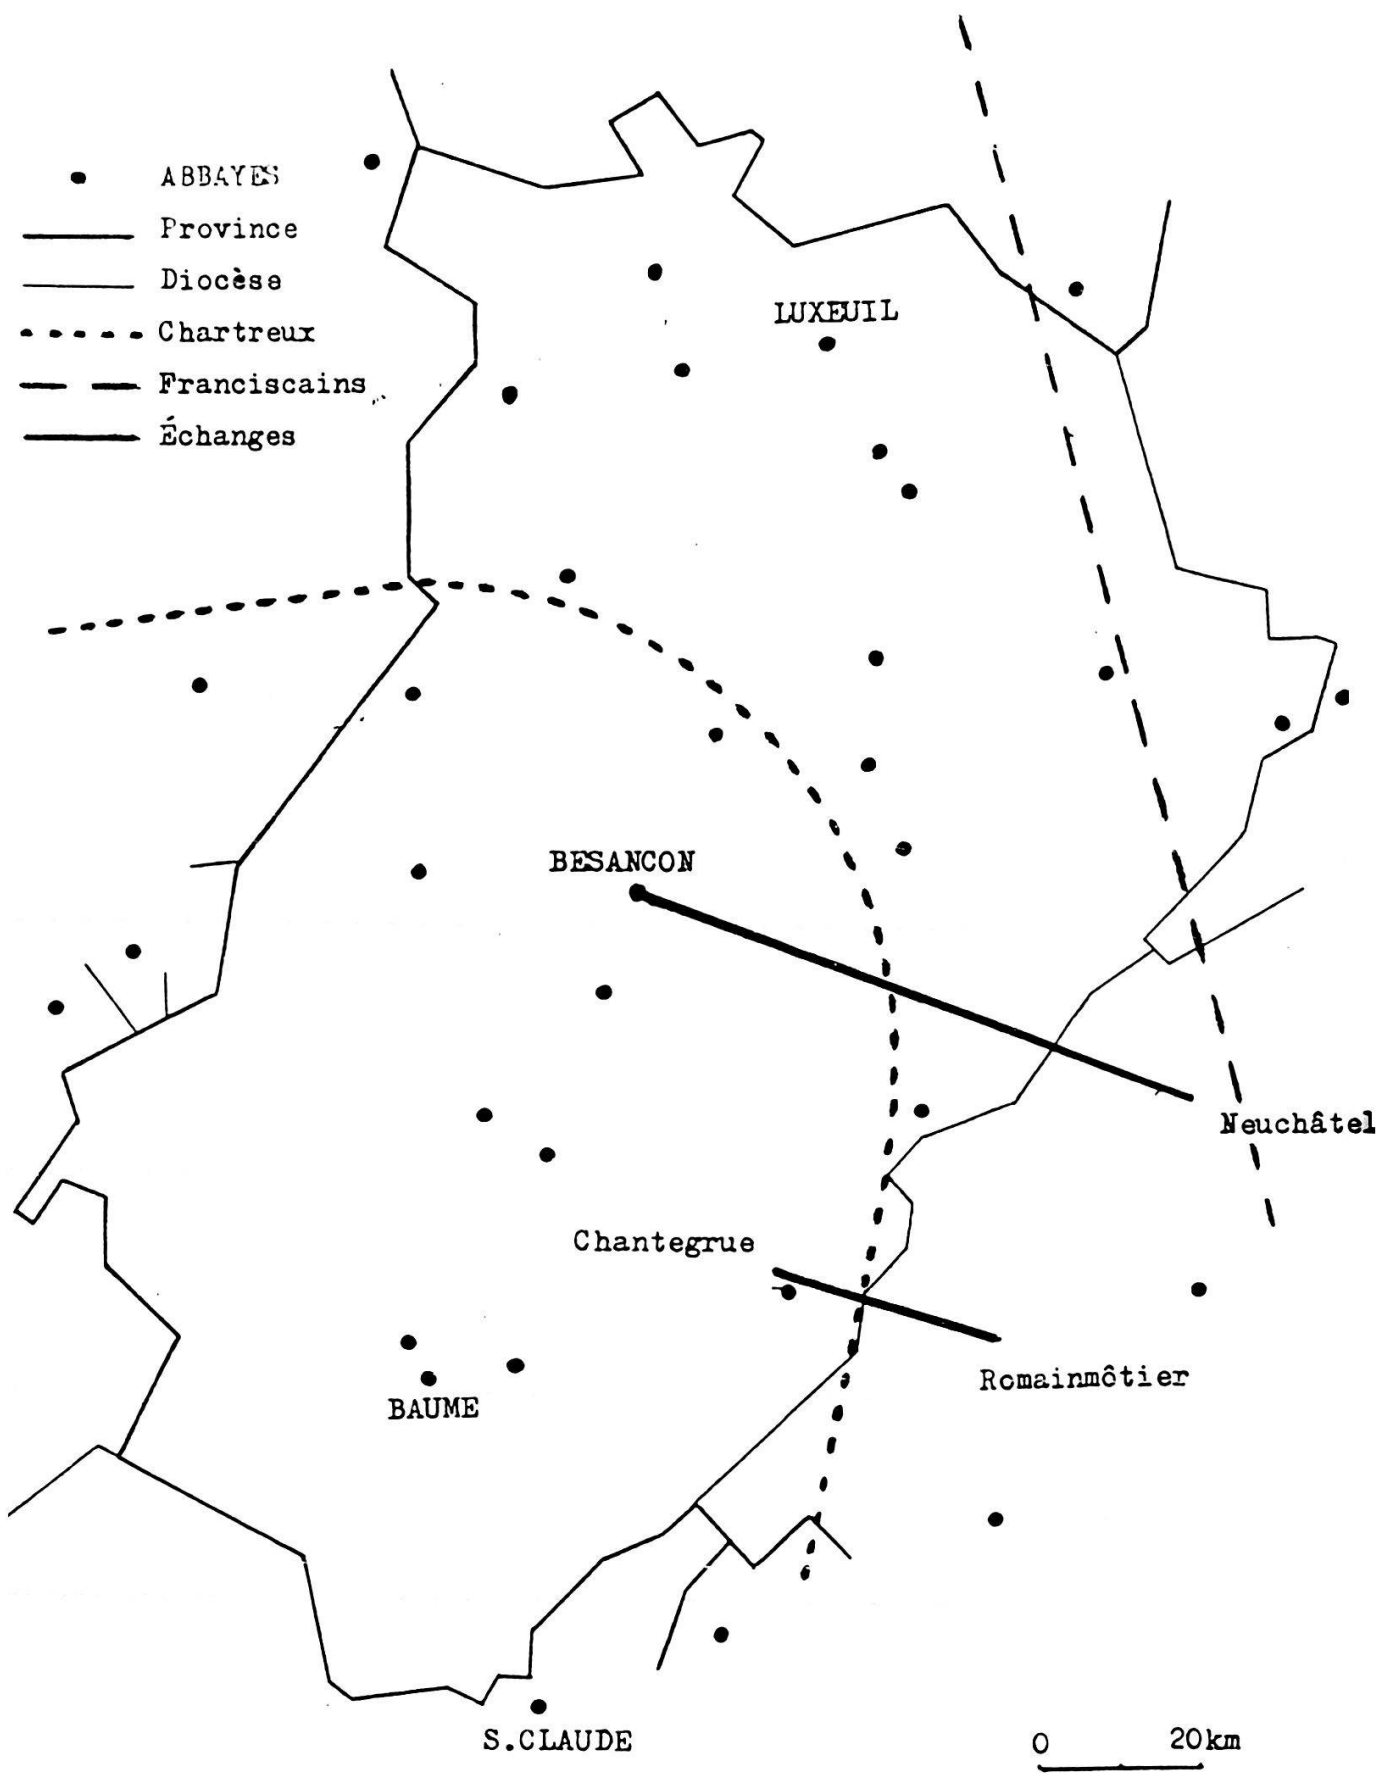 ABBAYES
Province
Diocèse
Chartreux
Franciscains
Échanges
LUXEUIL
BESANCON
Neuchâtel
Chantegrue
Romainmôtier
BAUME
S.CLAUDE
0 20km